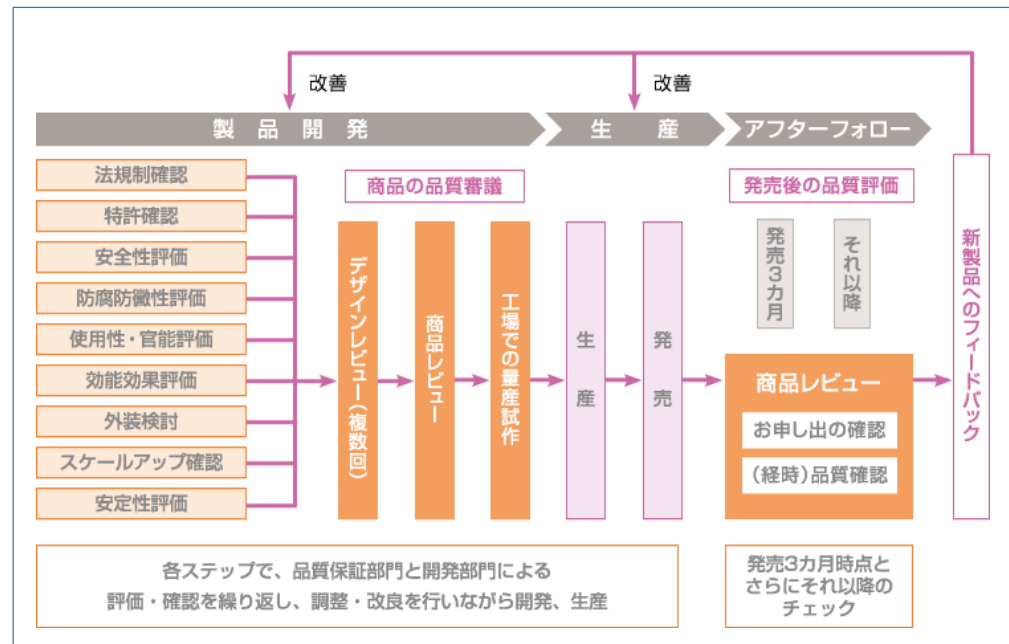 改善
改善
製品開発
生産
アフターフォロー
法規制確認
特許確認
安全性評価
防腐防黴性評価
使用性・官能評価
効能効果評価
外装検討
スケールアップ確認
安定性評価
商品の品質審議
デザインレビュー(複数回)
商品レビュー
工場での量産試作
生産
発売
発売後の品質評価
発売3カ月
それ以降
商品レビュー
お申し出の確認
(経時)品質確認
新製品へのフィードバック
各ステップで、品質保証部門と開発部門による
評価・確認を繰り返し、調整・改良を行いながら開発、生産
発売3カ月時点と
さらにそれ以降の
チェック